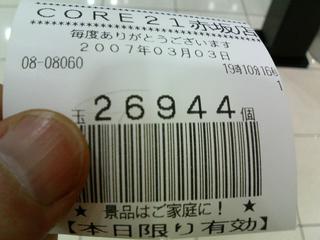 CORE21赤坂店
毎度ありがとうございます
2007年03月03日
08-08060 19時10分16秒
1
玉26944個
★ 景品はご家庭に! ★
【本日限り有効】